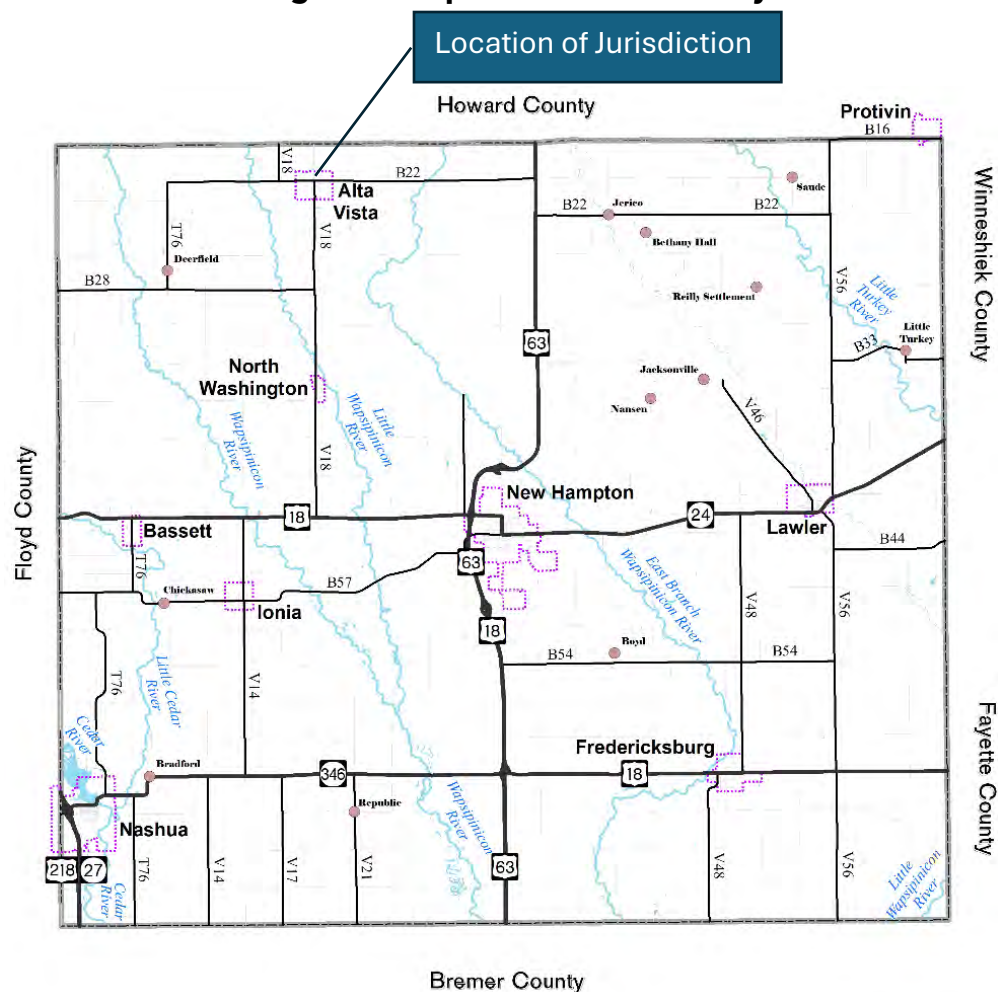 Location of Jurisdiction
Howard County
Protivin
B16
V18
B22
Alta
Vista
Saude
Jerico
B22
B22
Bethany Hall
T76
V18
Deerfield
B28
Reilly Settlement
V56
Little
Turkey
River
Winneshiek County
Little
Turkey
B33
63
North
Washington
Jacksonville
Nansen
V46
Wapsipinicon
River
Little
Wapsipinicon
River
V18
Floyd County
New Hampton
18
24
Bassett
Lawler
B44
T76
63
Chickasaw
B57
Ionia
East Branch
Wapsipinicon River
V48
V56
18
Boyd
B54
B54
T76
Little Cedar
River
V14
Cedar
River
Fayette County
Fredericksburg
Bradford
346
18
Republic
Nashua
Wapsipinicon
River
218
27
Cedar
River
T76
V14
V17
V21
63
V48
V56
Little
Wapsipinicon
River
Bremer County